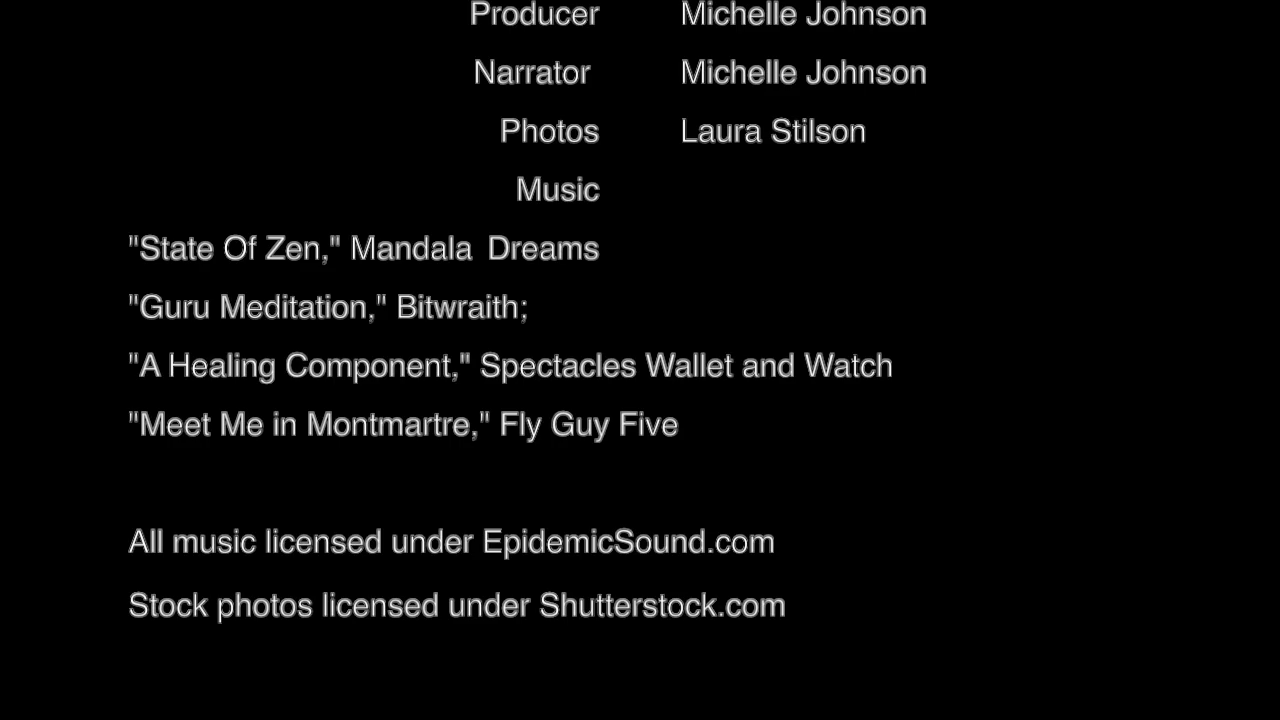 Producer Michelle Johnson
Narrator Michelle Johnson
Photos Laura Stilson
Music
"State Of Zen," Mandala Dreams
"Guru Meditation," Bitwraith;
"A Healing Component," Spectacles Wallet and Watch
"Meet Me in Montmartre," Fly Guy Five
All music licensed under EpidemicSound.com
Stock photos licensed under Shutterstock.com